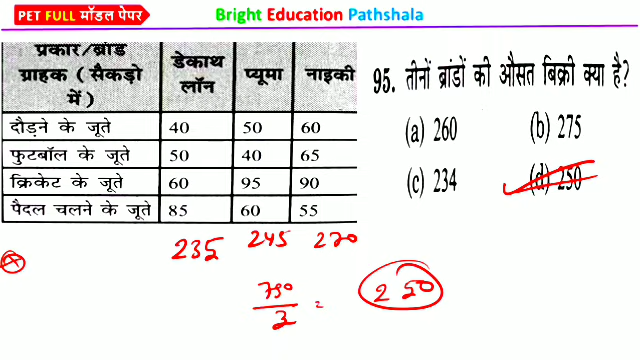 PET FULL मॉडल पेपर
Bright Education Pathshala
प्रकार/ब्रांड ग्राहक (सैकड़ो में) डेकाथ लॉन प्यूमा नाइकी
दौड़ने के जूते 40 50 60
फुटबॉल के जूते 50 40 65
क्रिकेट के जूते 60 95 90
पैदल चलने के जूते 85 60 55
235 245 270
750
3
= 250
95. तीनों ब्रांडों की औसत बिक्री क्या है?
(a) 260 (b) 275
(c) 234 (d) 250